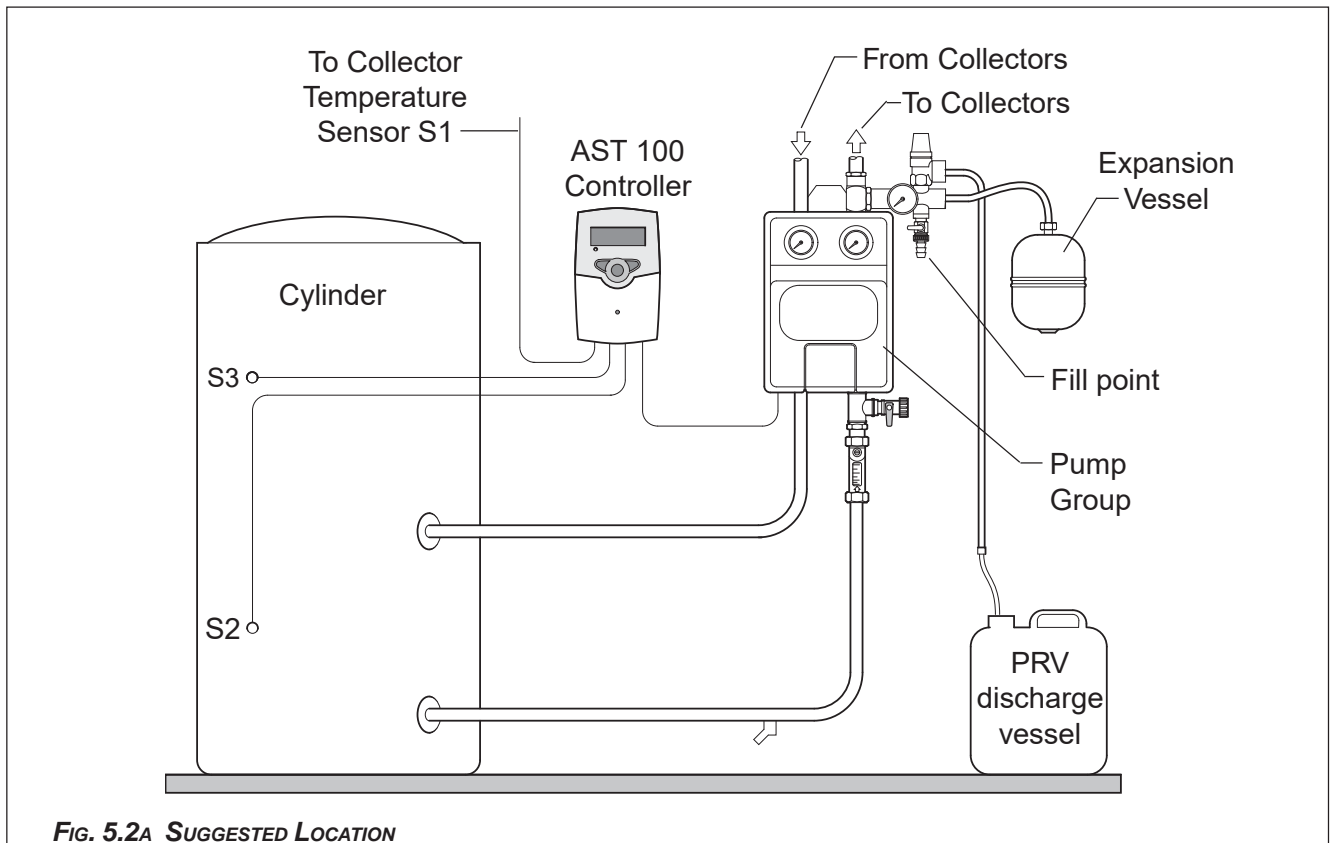 To Collector
Temperature
Sensor S1
AST 100
Controller
From Collectors
To Collectors
Expansion
Vessel
Cylinder
S3
Fill point
Pump
Group
S2
PRV
discharge
vessel
FIG. 5.2A SUGGESTED LOCATION